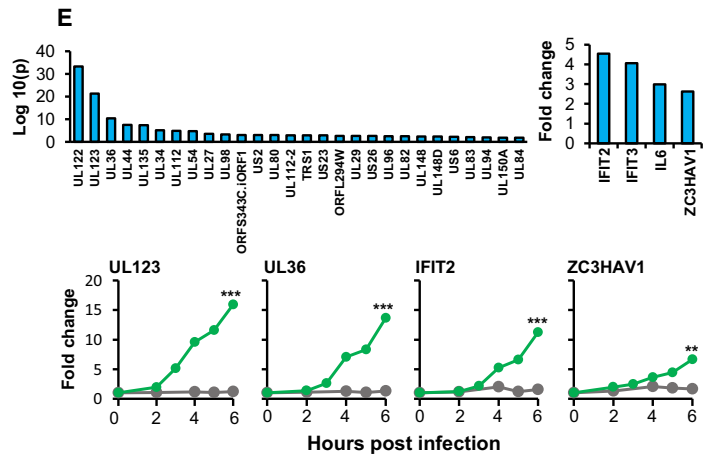 E
Log 10(p)
40
30
20
10
0
UL122
UL123
UL36
UL44
UL135
UL34
UL112
UL54
UL27
UL98
ORFS343C.iORF1
US2
UL80
UL112-2
TRS1
US23
ORFL294W
UL29
US26
UL96
UL82
UL148
UL148D
US6
UL83
UL94
UL150A
UL84
Fold change
5
4
3
2
1
0
IFIT2
IFIT3
IL6
ZC3HAV1
Fold change
20
15
10
5
0
UL123
***
0 2 4 6
UL36
***
0 2 4 6
IFIT2
***
0 2 4 6
ZC3HAV1
**
0 2 4 6
Hours post infection